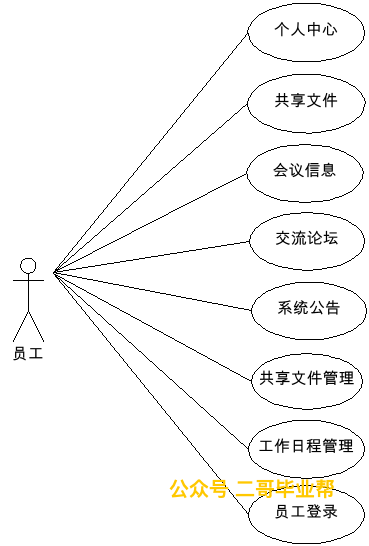 个人中心
共享文件
会议信息
交流论坛
系统公告
员工
共享文件管理
工作日程管理
公众号 二哥毕业帮
员工登录